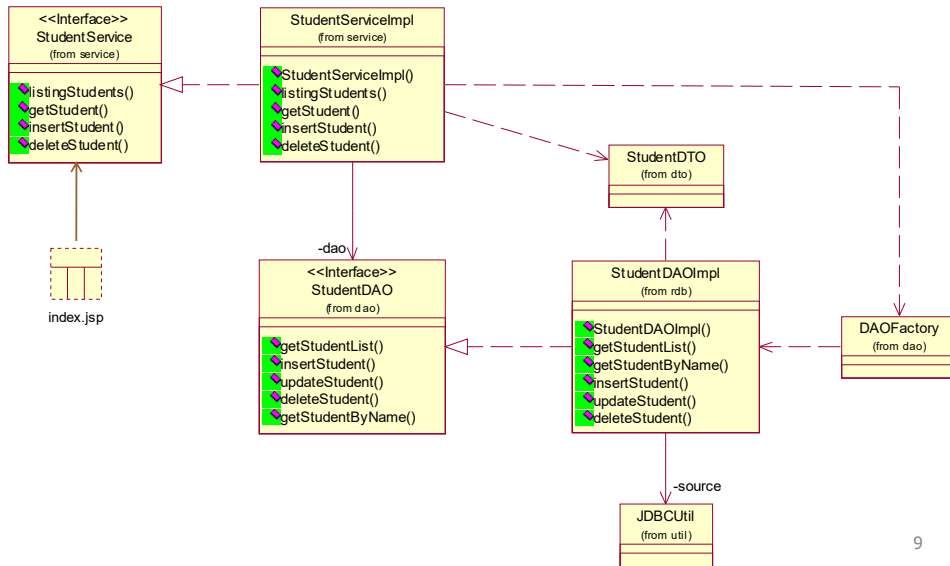 <<Interface>>
StudentService
(from service)
listingStudents()
getStudent()
insertStudent()
deleteStudent()
StudentServiceImpl
(from service)
StudentServiceImpl()
listingStudents()
getStudent()
insertStudent()
deleteStudent()
StudentDTO
(from dto)
index.jsp
-dao
<<Interface>>
StudentDAO
(from dao)
getStudentList()
insertStudent()
updateStudent()
deleteStudent()
getStudentByName()
StudentDAOImpl
(from rdb)
StudentDAOImpl()
getStudentList()
getStudentByName()
insertStudent()
updateStudent()
deleteStudent()
DAOFactory
(from dao)
-source
JDBCUtil
(from util)
9